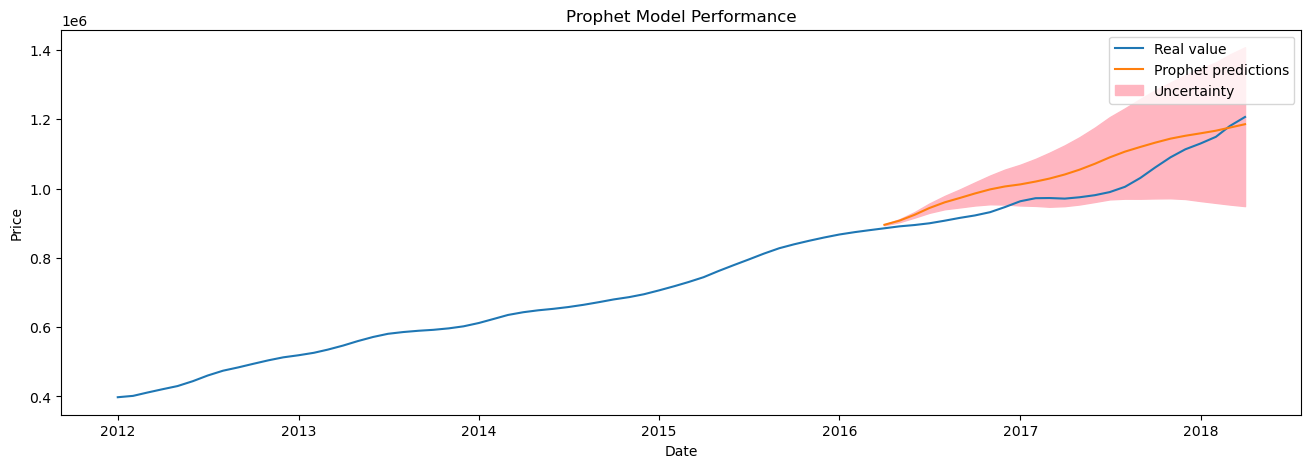 Prophet Model Performance
1e6
Real value
Prophet predictions
Uncertainty
1.4
1.2
1.0
0.8
0.6
0.4
Price
2012 2013 2014 2015 2016 2017 2018
Date